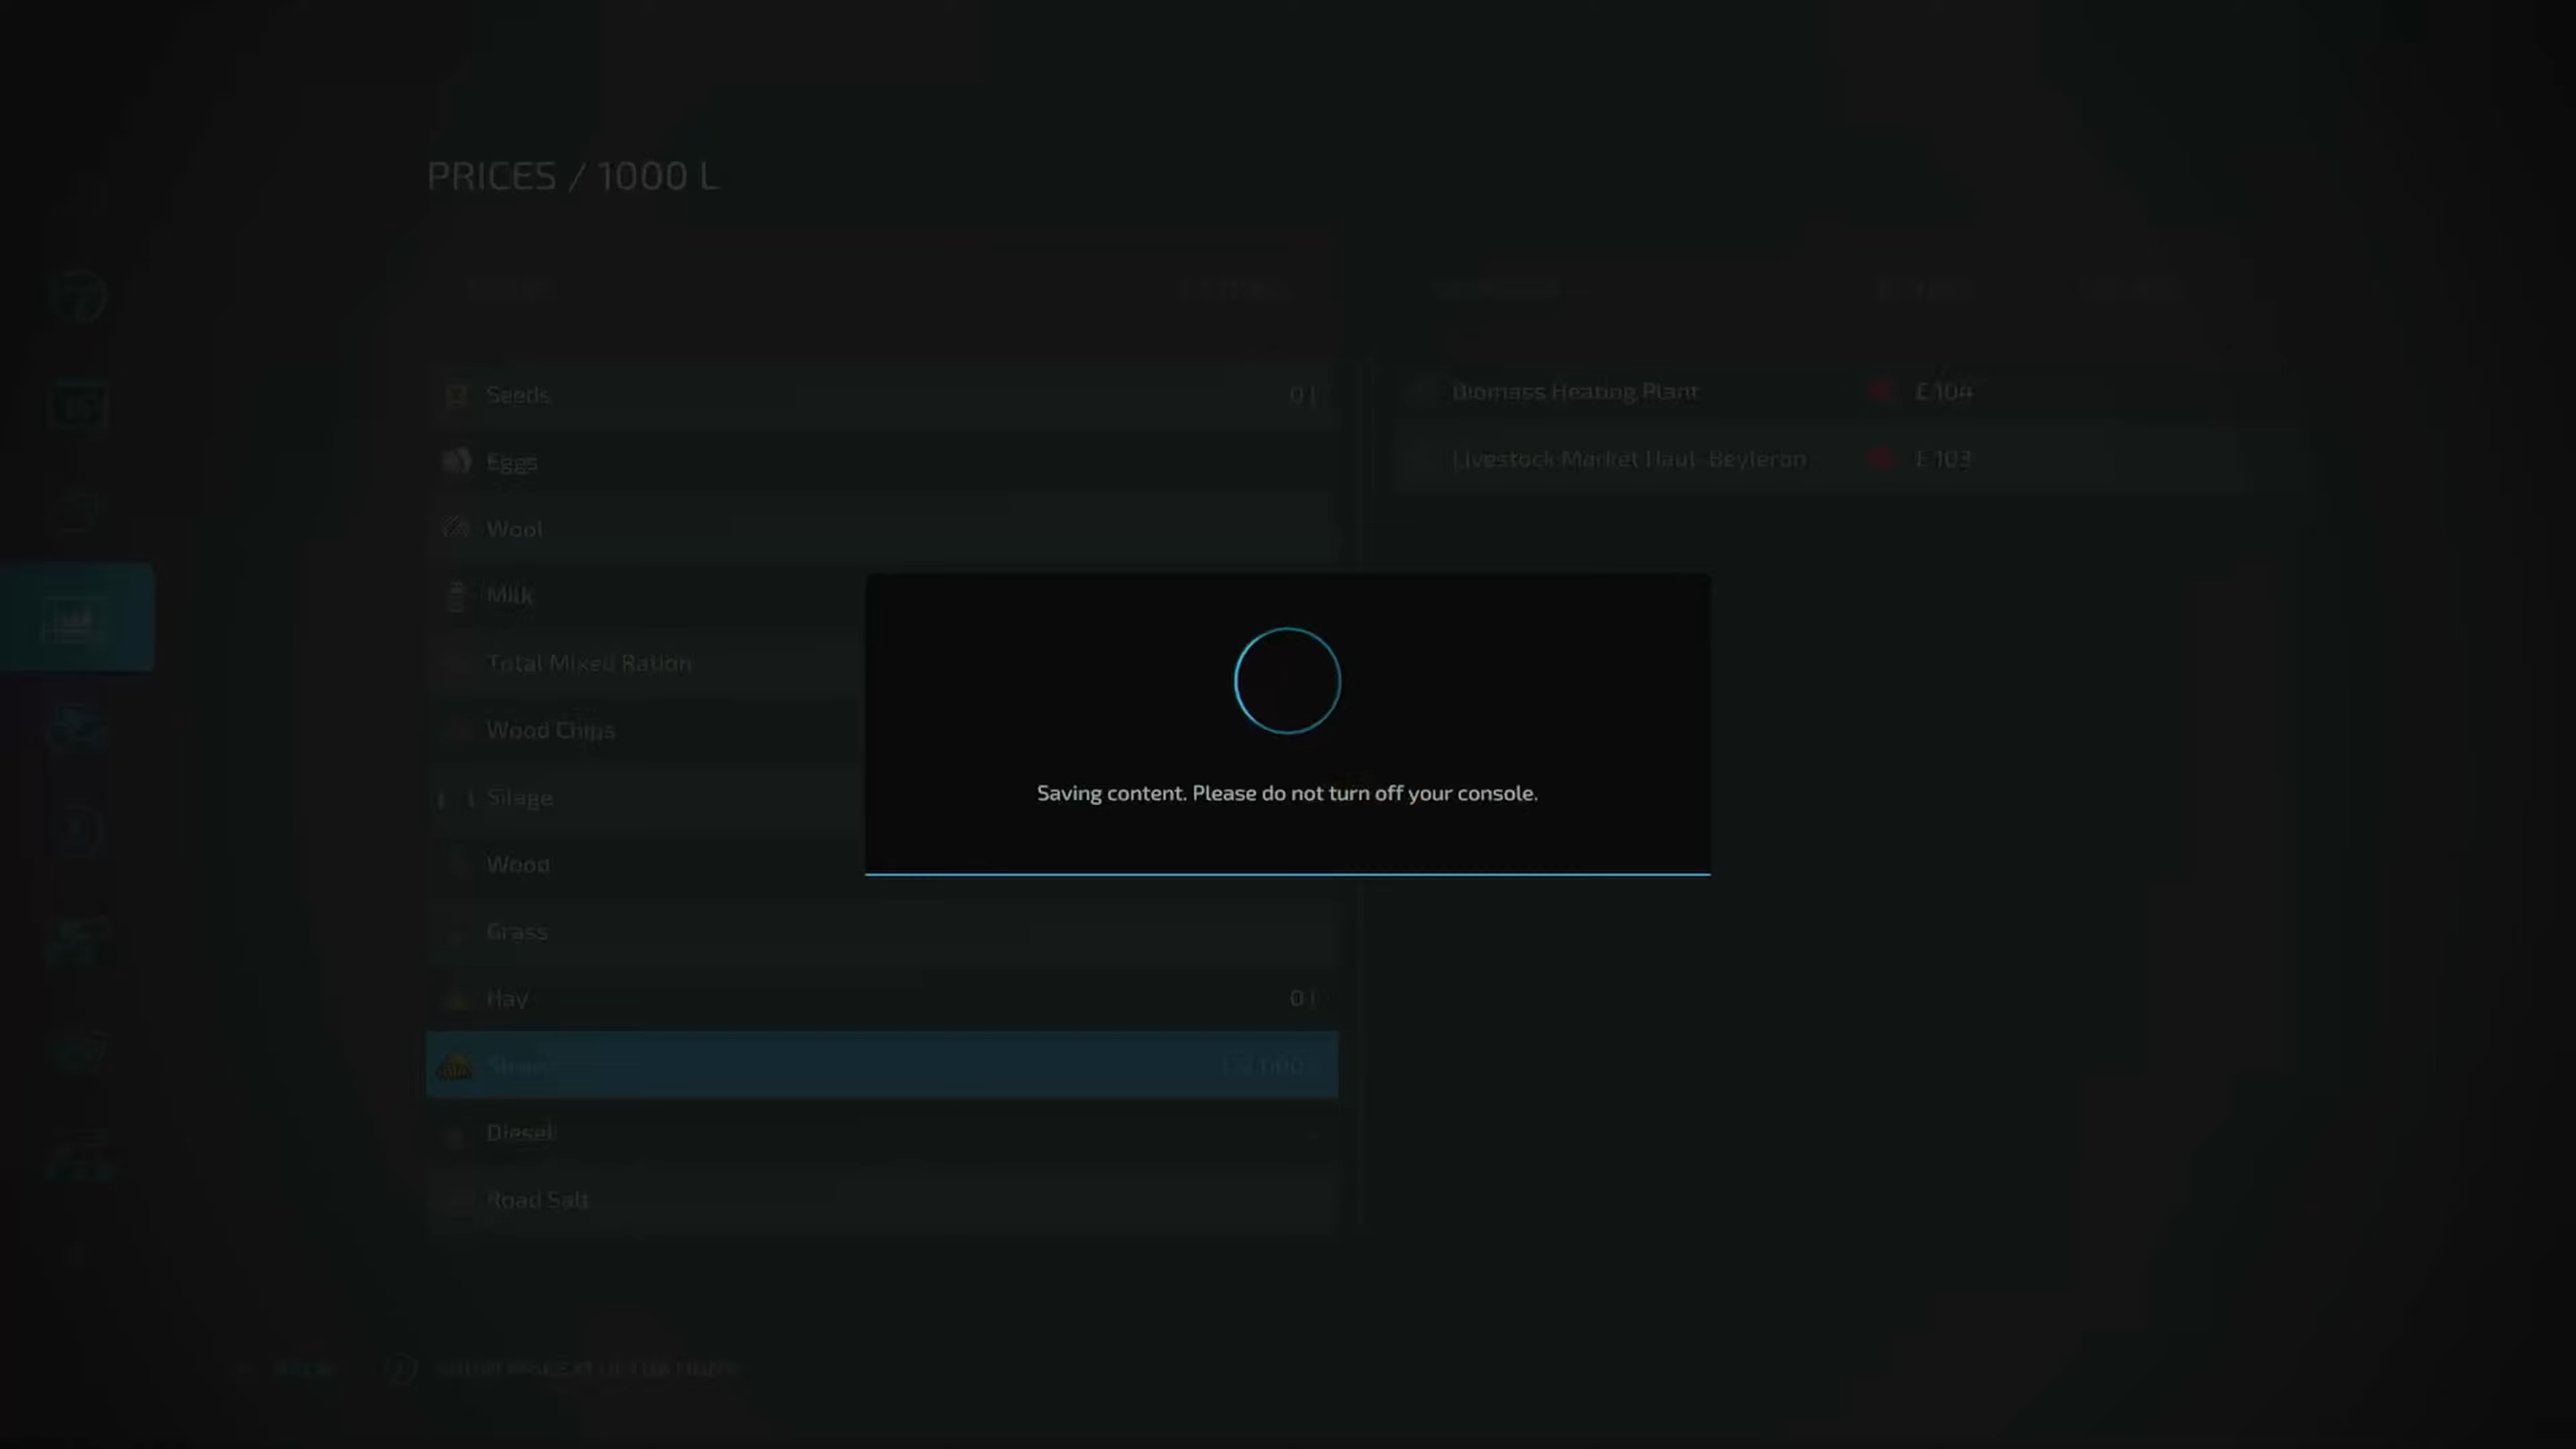 PRICES / 1000 L
Seeds 0 l
Eggs
Wool
Milk
Total Mixed Ration
Wood Chips
Silage
Wood
Grass
Hay 0 l
Straw
Diesel
Road Salt
Biomass Heating Plant £ 104
Livestock Market Haut-Beyleron £ 103
Saving content. Please do not turn off your console.
BACK